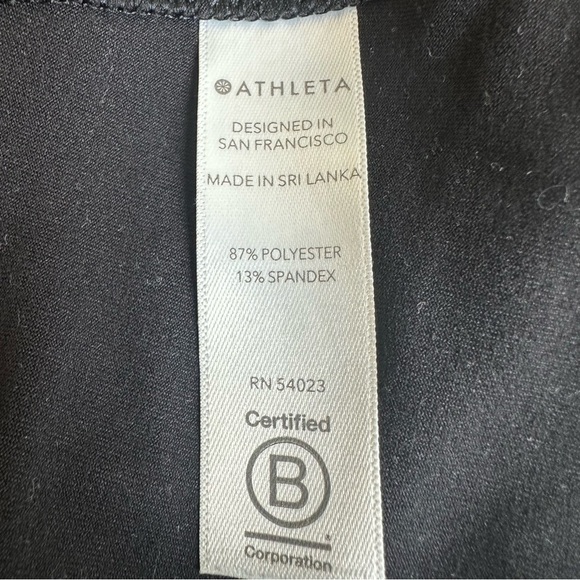 ATHLETA
DESIGNED IN
SAN FRANCISCO
MADE IN SRI LANKA
87% POLYESTER
13% SPANDEX
RN 54023
Certified
B
Corporation